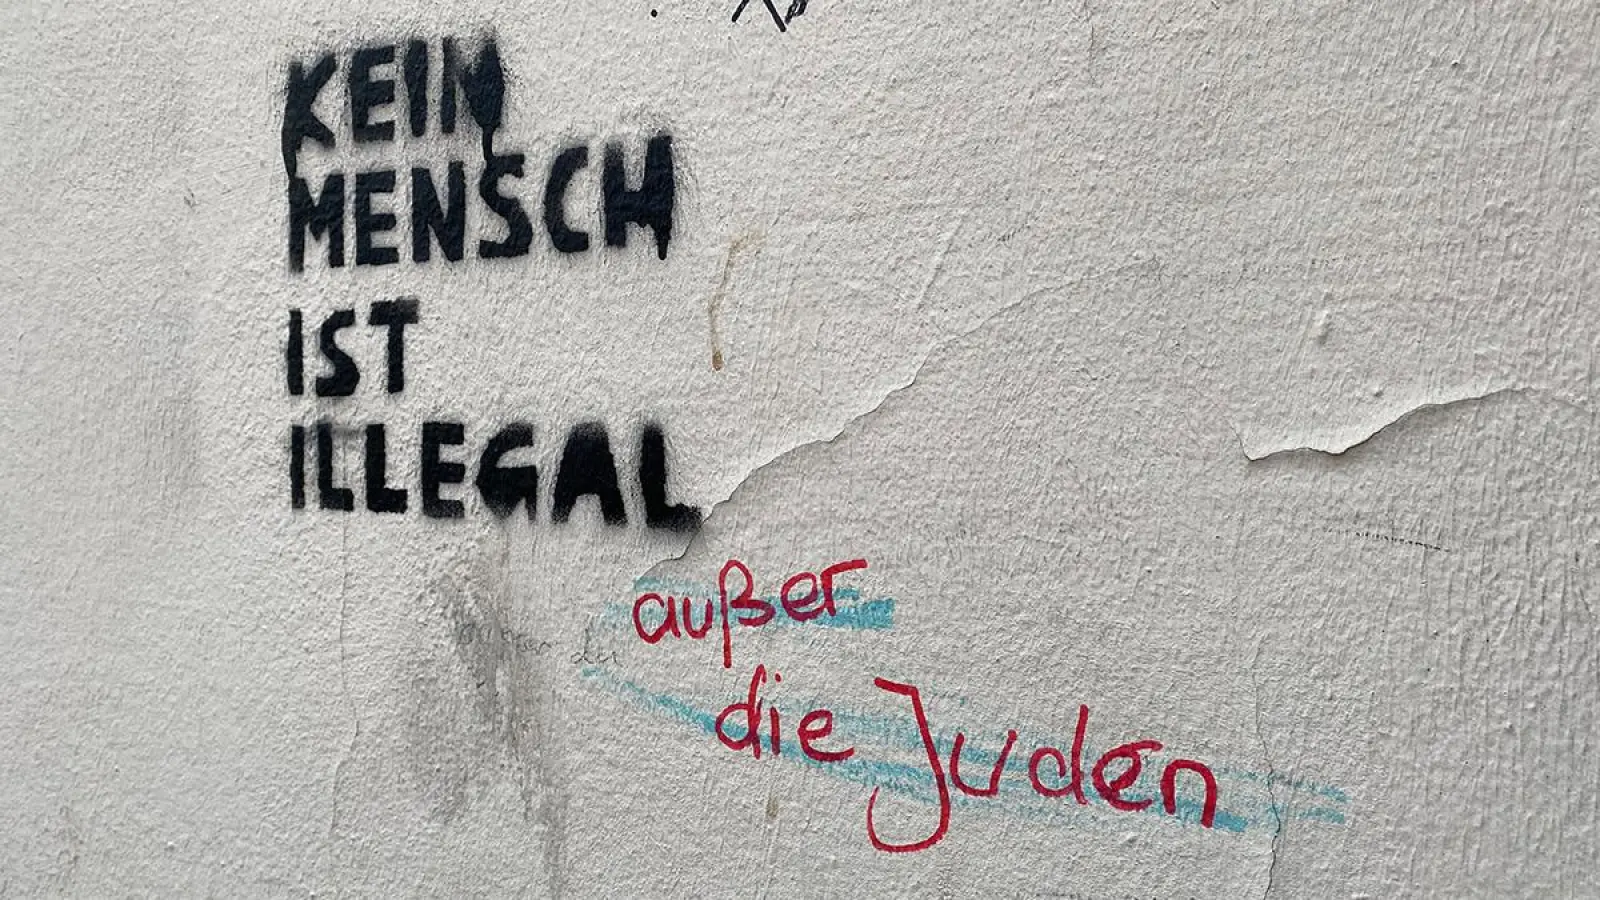 KEIN
MENSCH
IST
ILLEGAL
außer
die Juden